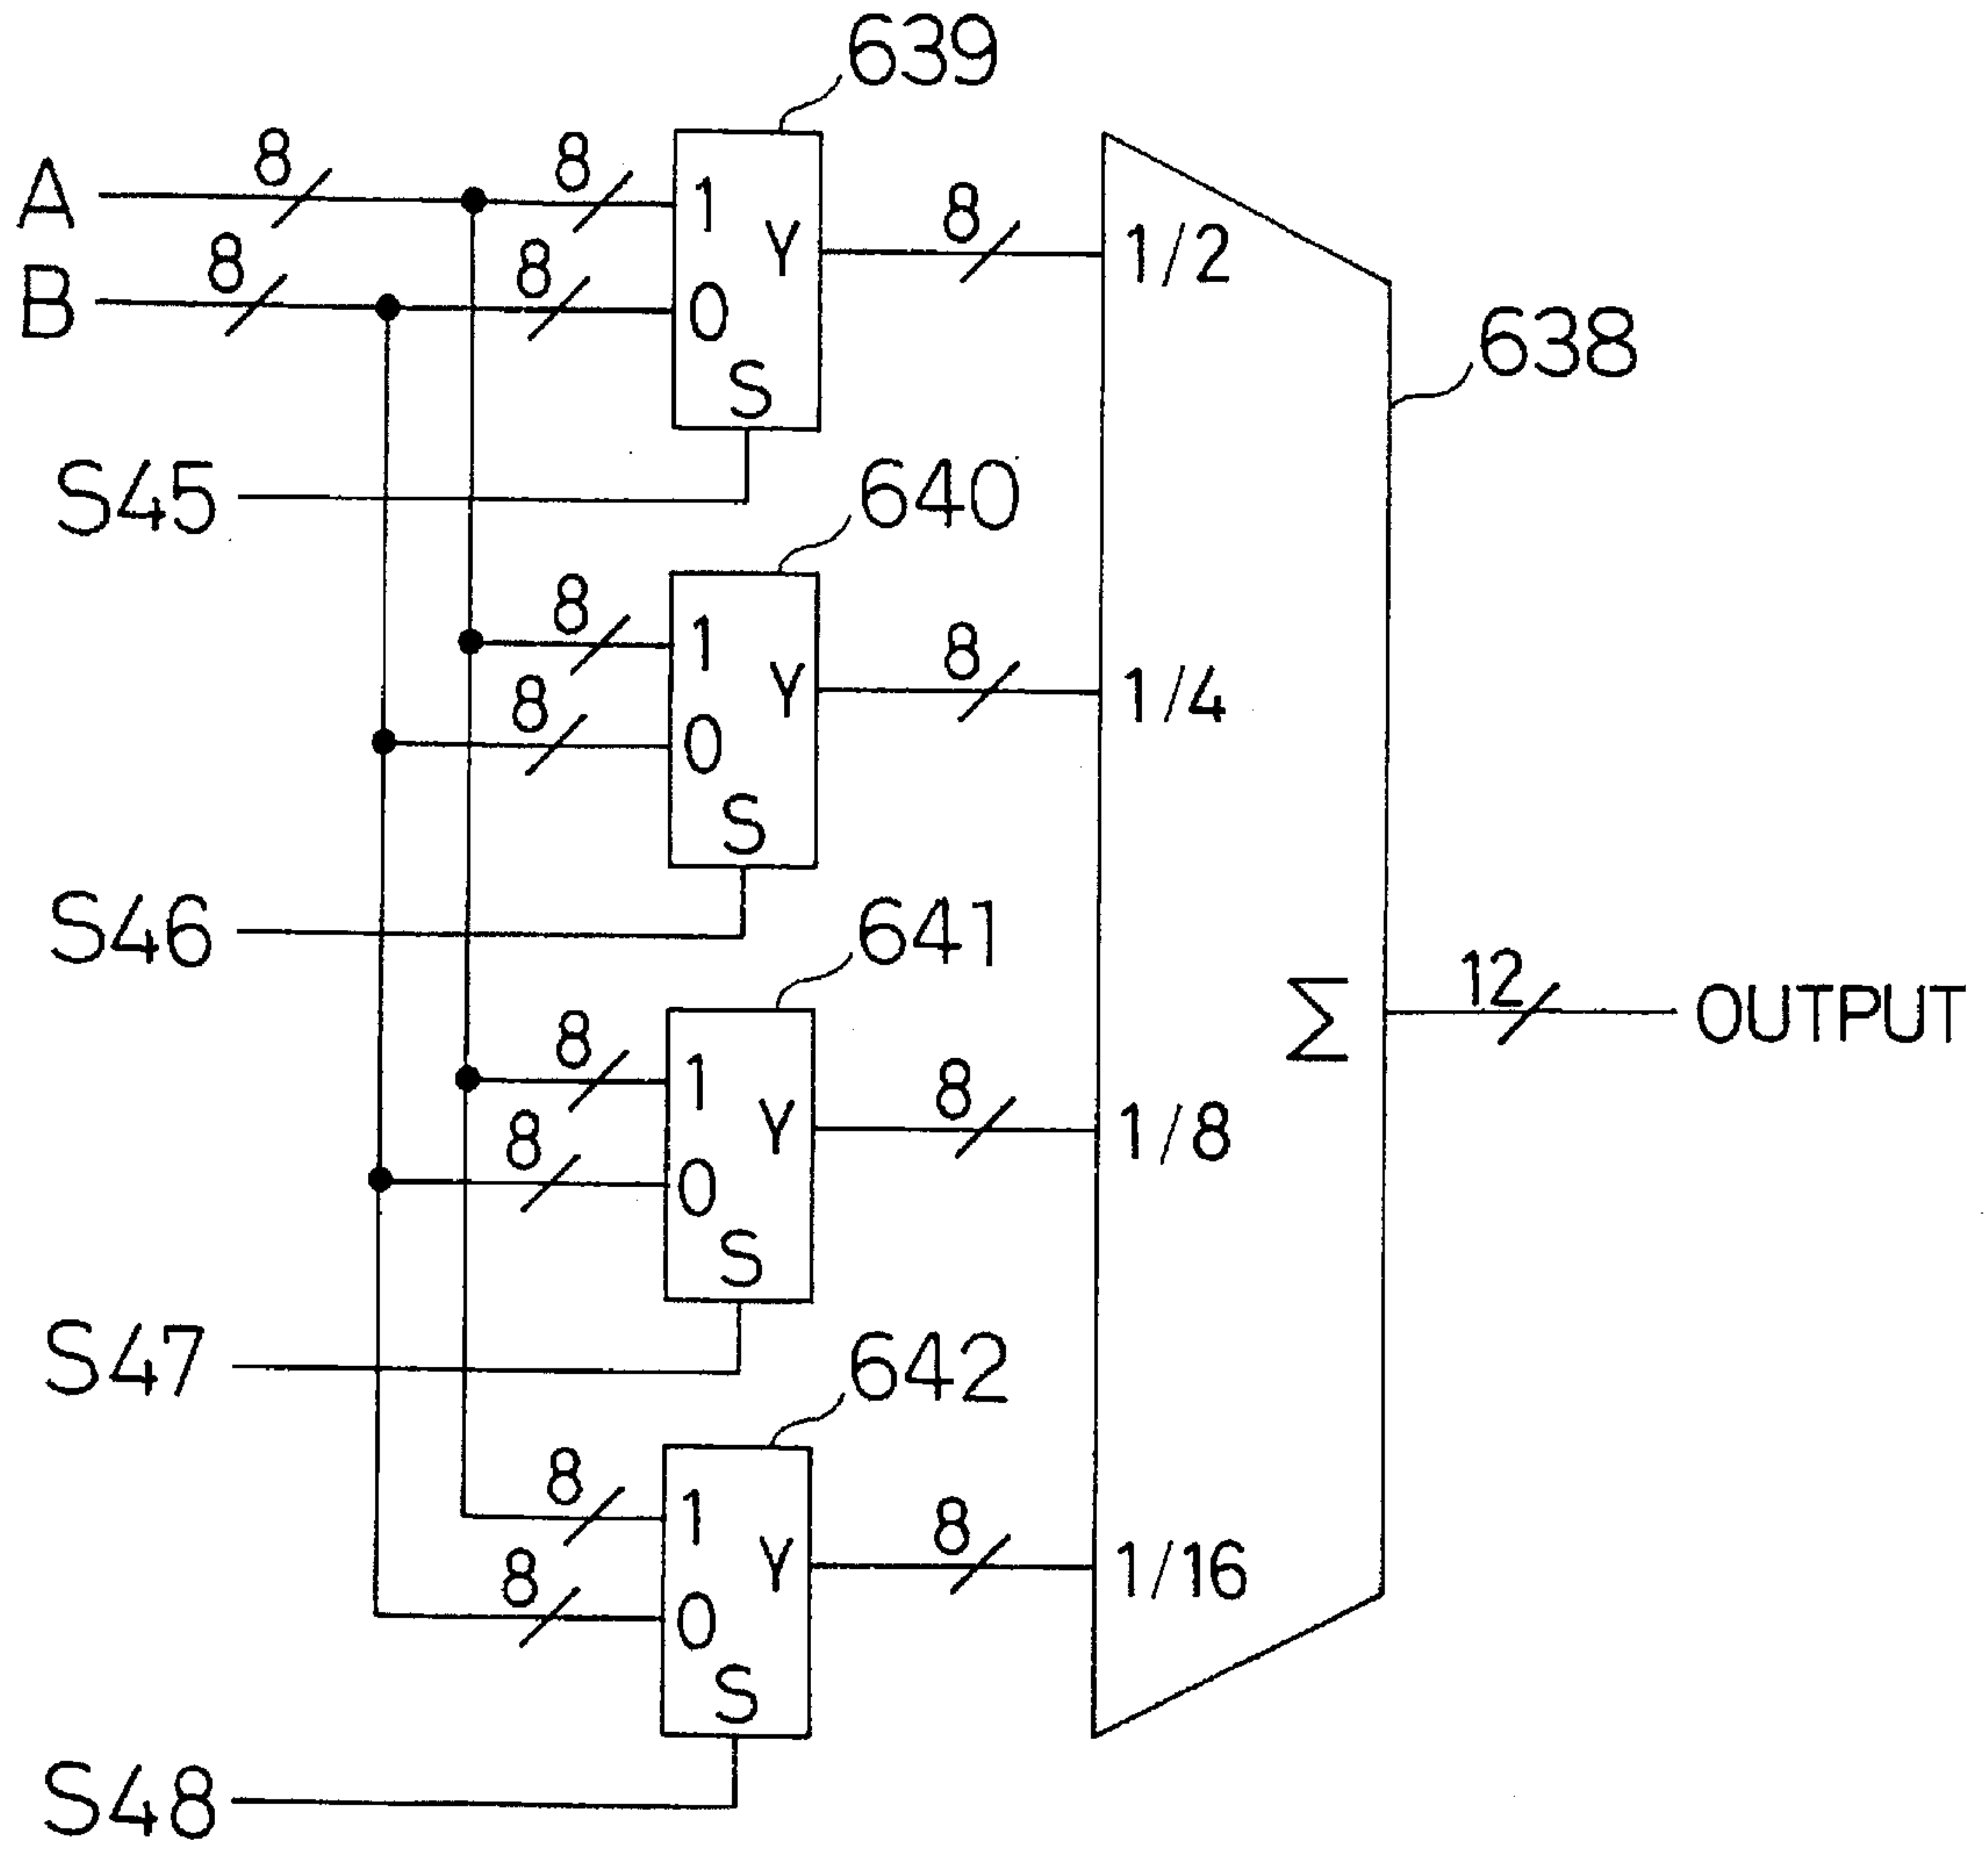 639
A 8 8 1 Y 8 1/2
B 8 8 0
S
638
S45
640
8 1 Y 8 1/4
8 0
S
S46
641
8 1 Y 8 1/8
8 0
S
Σ 12 OUTPUT
S47
642
8 1 Y 8 1/16
8 0
S
S48